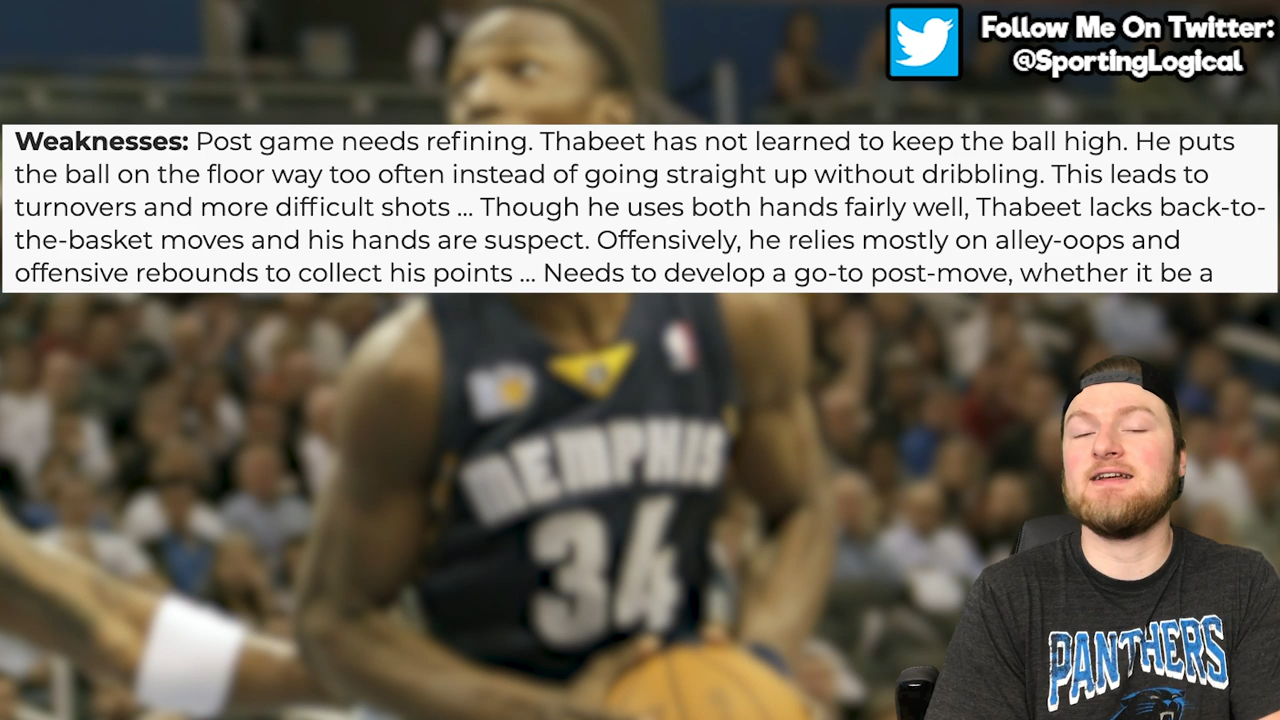 Follow Me On Twitter:
@SportingLogical
Weaknesses: Post game needs refining. Thabeet has not learned to keep the ball high. He puts
the ball on the floor way too often instead of going straight up without dribbling. This leads to
turnovers and more difficult shots ... Though he uses both hands fairly well, Thabeet lacks back-to-
the-basket moves and his hands are suspect. Offensively, he relies mostly on alley-oops and
offensive rebounds to collect his points ... Needs to develop a go-to post-move, whether it be a
MEMPHIS
34
PANTHERS